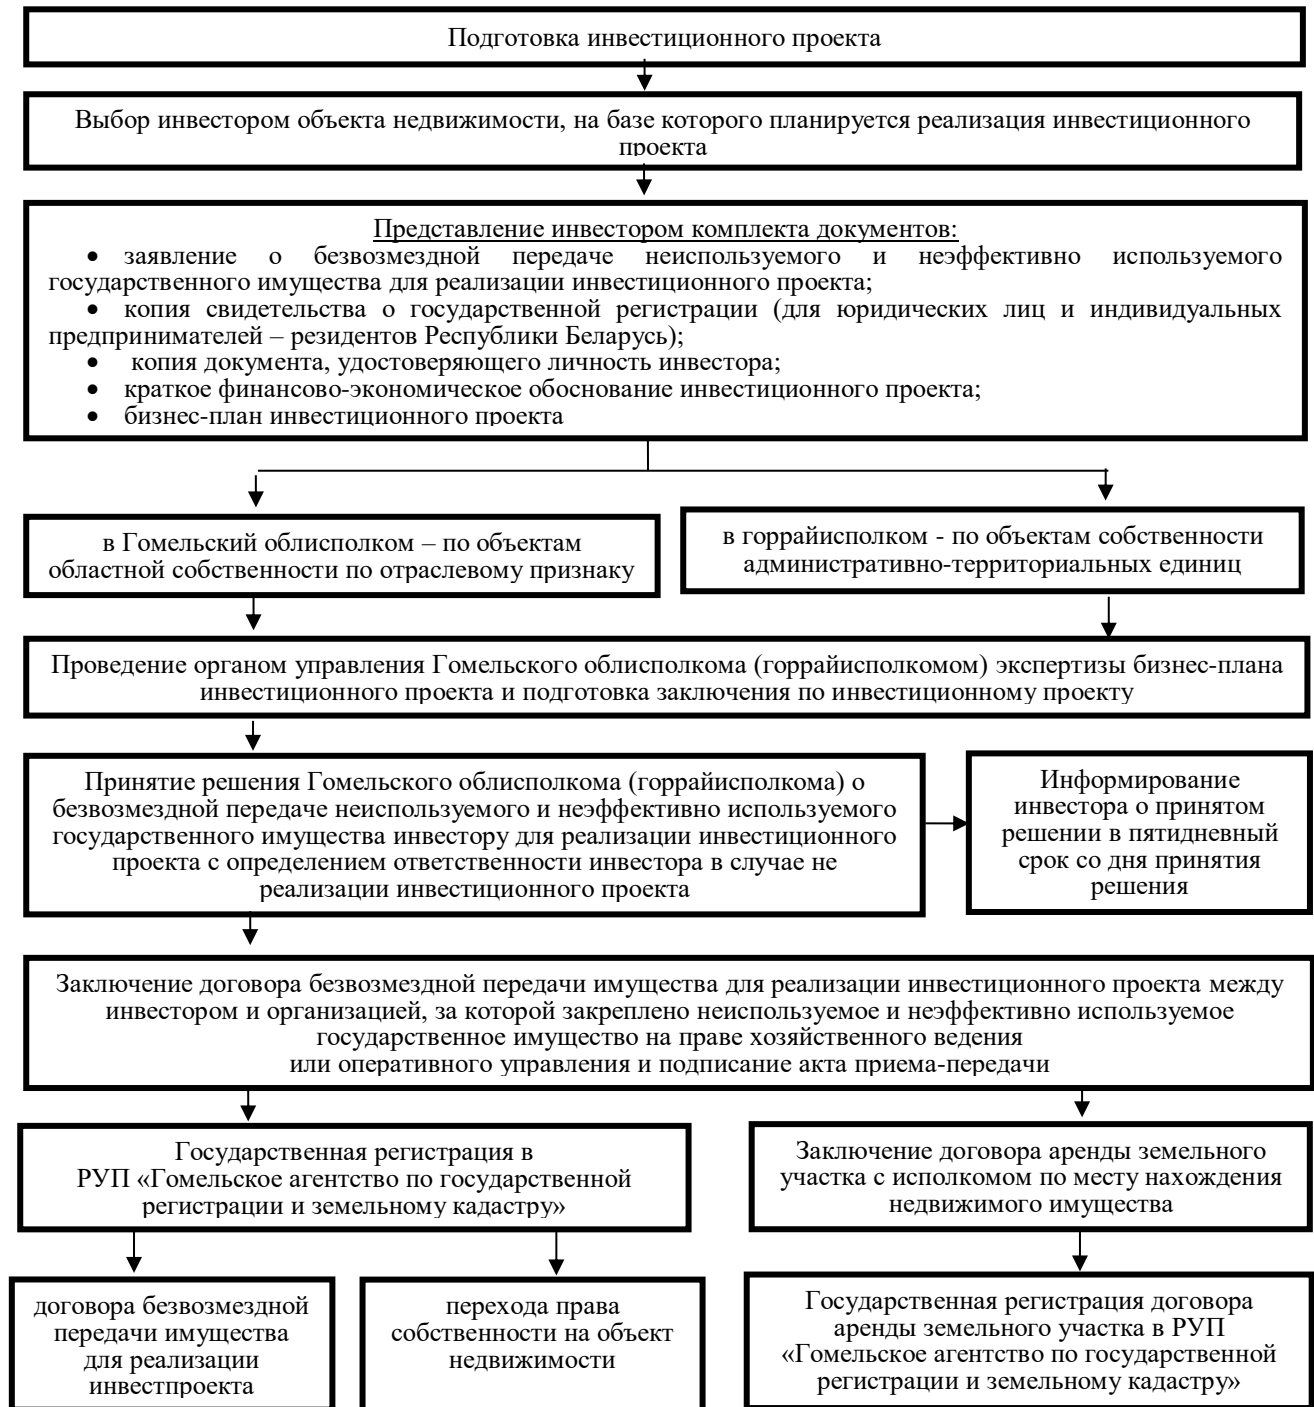 Подготовка инвестиционного проекта
Выбор инвестором объекта недвижимости, на базе которого планируется реализация инвестиционного
проекта
Представление инвестором комплекта документов:
• заявление о безвозмездной передаче неиспользуемого и неэффективно используемого
государственного имущества для реализации инвестиционного проекта;
• копия свидетельства о государственной регистрации (для юридических лиц и индивидуальных
предпринимателей – резидентов Республики Беларусь);
• копия документа, удостоверяющего личность инвестора;
• краткое финансово-экономическое обоснование инвестиционного проекта;
• бизнес-план инвестиционного проекта
в Гомельский облисполком – по объектам
областной собственности по отраслевому признаку
в горрайисполком - по объектам собственности
административно-территориальных единиц
Проведение органом управления Гомельского облисполкома (горрайисполкомом) экспертизы бизнес-плана
инвестиционного проекта и подготовка заключения по инвестиционному проекту
Принятие решения Гомельского облисполкома (горрайисполкома) о
безвозмездной передаче неиспользуемого и неэффективно используемого
государственного имущества инвестору для реализации инвестиционного
проекта с определением ответственности инвестора в случае не
реализации инвестиционного проекта
Информирование
инвестора о принятом
решении в пятидневный
срок со дня принятия
решения
Заключение договора безвозмездной передачи имущества для реализации инвестиционного проекта между
инвестором и организацией, за которой закреплено неиспользуемое и неэффективно используемое
государственное имущество на праве хозяйственного ведения
или оперативного управления и подписание акта приема-передачи
Государственная регистрация в
РУП «Гомельское агентство по государственной
регистрации и земельному кадастру»
Заключение договора аренды земельного
участка с исполкомом по месту нахождения
недвижимого имущества
договора безвозмездной
передачи имущества
для реализации
инвестпроекта
перехода права
собственности на объект
недвижимости
Государственная регистрация договора
аренды земельного участка в РУП
«Гомельское агентство по государственной
регистрации и земельному кадастру»